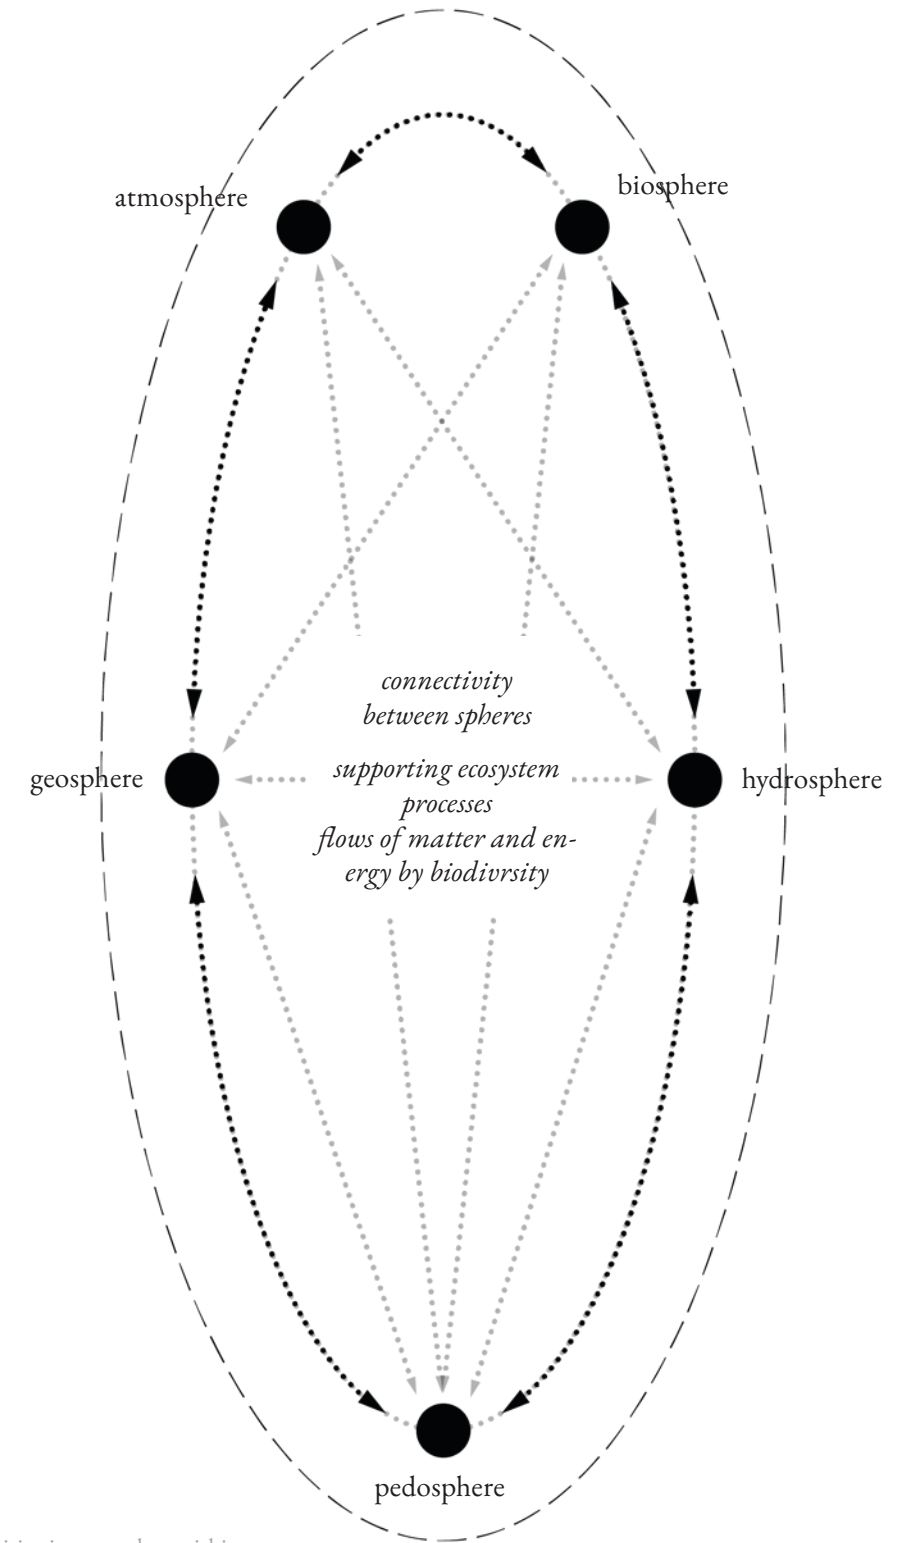 biosphere
atmosphere
connectivity
between spheres
supporting ecosystem
processes
flows of matter and en-
ergy by biodivrsity
geosphere
hydrosphere
pedosphere